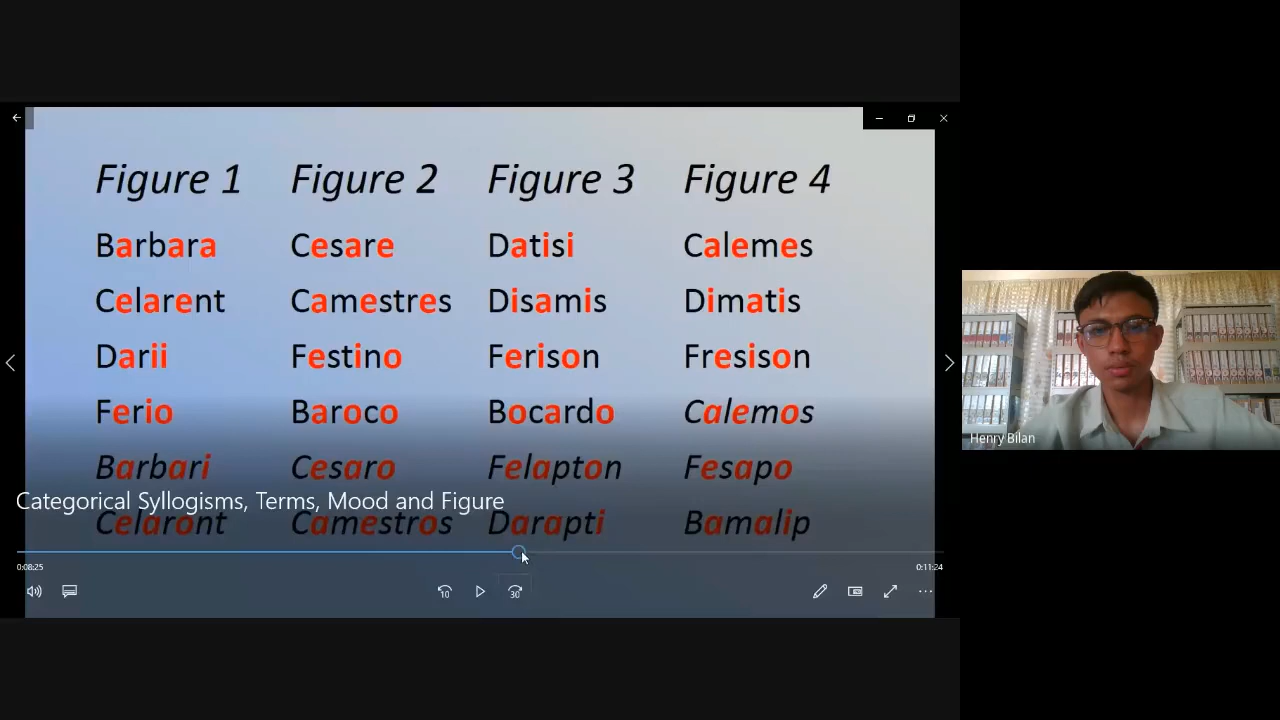 Figure 1 Figure 2 Figure 3 Figure 4
Barbara Cesare Datisi Calemes
Celarent Camestres Disamis Dimatis
Darii Festino Ferison Fresison
Ferio Baroco Bocardo Calemos
Barbari Cesaro Felapton Fesapo
Categorical Syllogisms, Terms, Mood and Figure
Celaront Camestros Darapti Bamalip
0:08:25 0:11:24
10 30
Henry Bilan